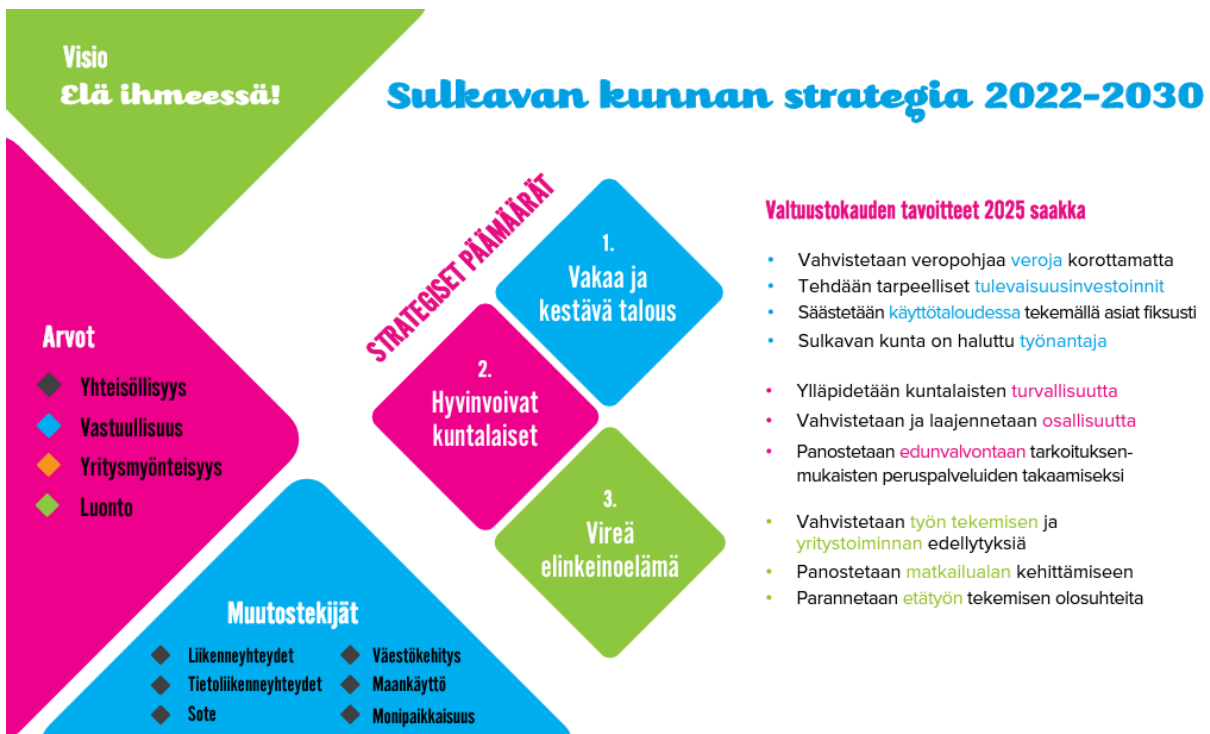 Visio
Elä ihmeessä!
Sulkavan kunnan strategia 2022-2030
Arvot
Yhteisöllisyys
Vastuullisuus
Yritysmyönteisyys
Luonto
Muutostekijät
Liikenneyhteydet
Tietoliikenneyhteydet
Sote
Väestökehitys
Maankäyttö
Monipaikkaisuus
STRATEGISET PÄÄMÄÄRÄT
1.
Vakaa ja
kestävä talous
2.
Hyvinvoivat
kuntalaiset
3.
Vireä
elinkeinoelämä
Valtuustokauden tavoitteet 2025 saakka
• Vahvistetaan veropohjaa veroja korottamatta
• Tehdään tarpeelliset tulevaisuusinvestoinnit
• Säästetään käyttötaloudessa tekemällä asiat fiksusti
• Sulkavan kunta on haluttu työnantaja
• Ylläpidetään kuntalaisten turvallisuutta
• Vahvistetaan ja laajennetaan osallisuutta
• Panostetaan edunvalvontaan tarkoituksen-
mukaisten peruspalveluiden takaamiseksi
• Vahvistetaan työn tekemisen ja
yritystoiminnan edellytyksiä
• Panostetaan matkailualan kehittämiseen
• Parannetaan etätyön tekemisen olosuhteita